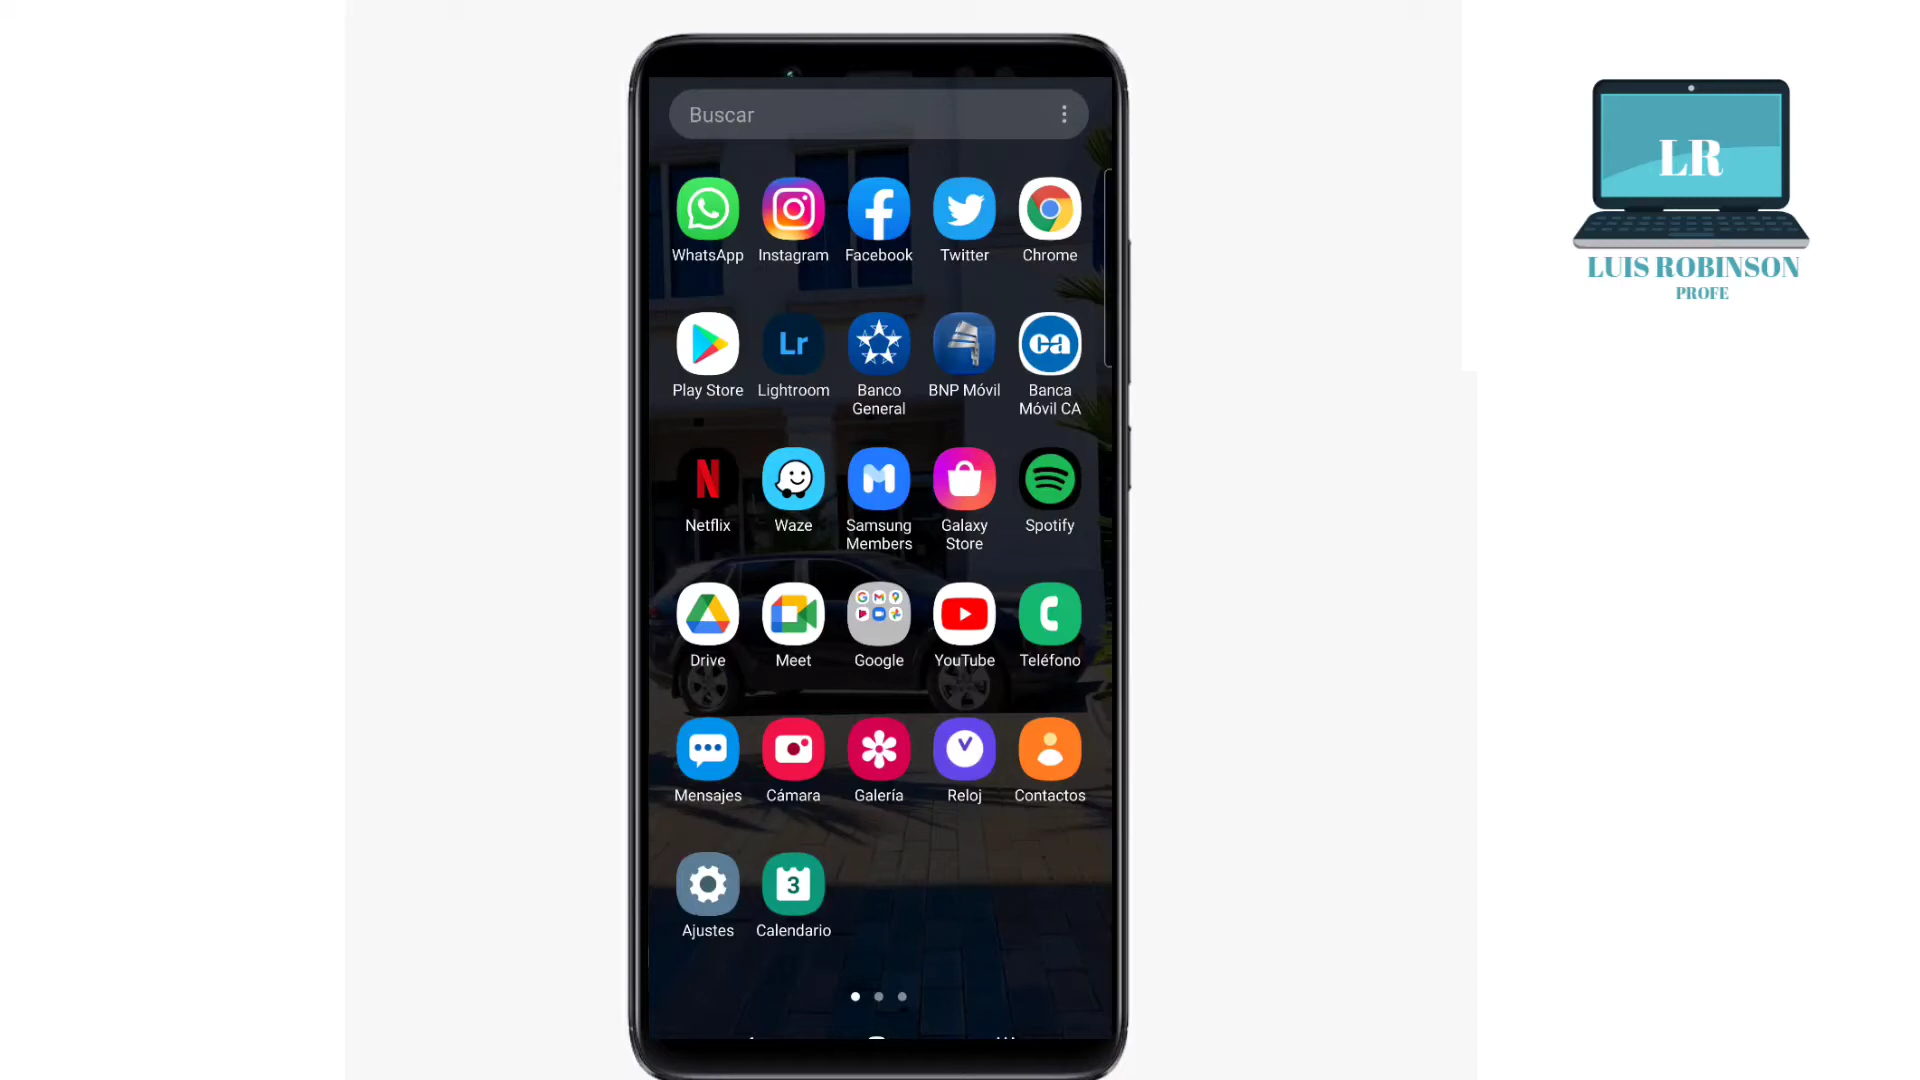 Buscar
LR
LUIS ROBINSON
PROFE
WhatsApp Instagram Facebook Twitter Chrome
Lr
ca
Play Store Lightroom Banco General BNP Móvil Banca Móvil CA
Netflix Waze Samsung Members Galaxy Store Spotify
Drive Meet Google YouTube Teléfono
Mensajes Cámara Galería Reloj Contactos
3
Ajustes Calendario